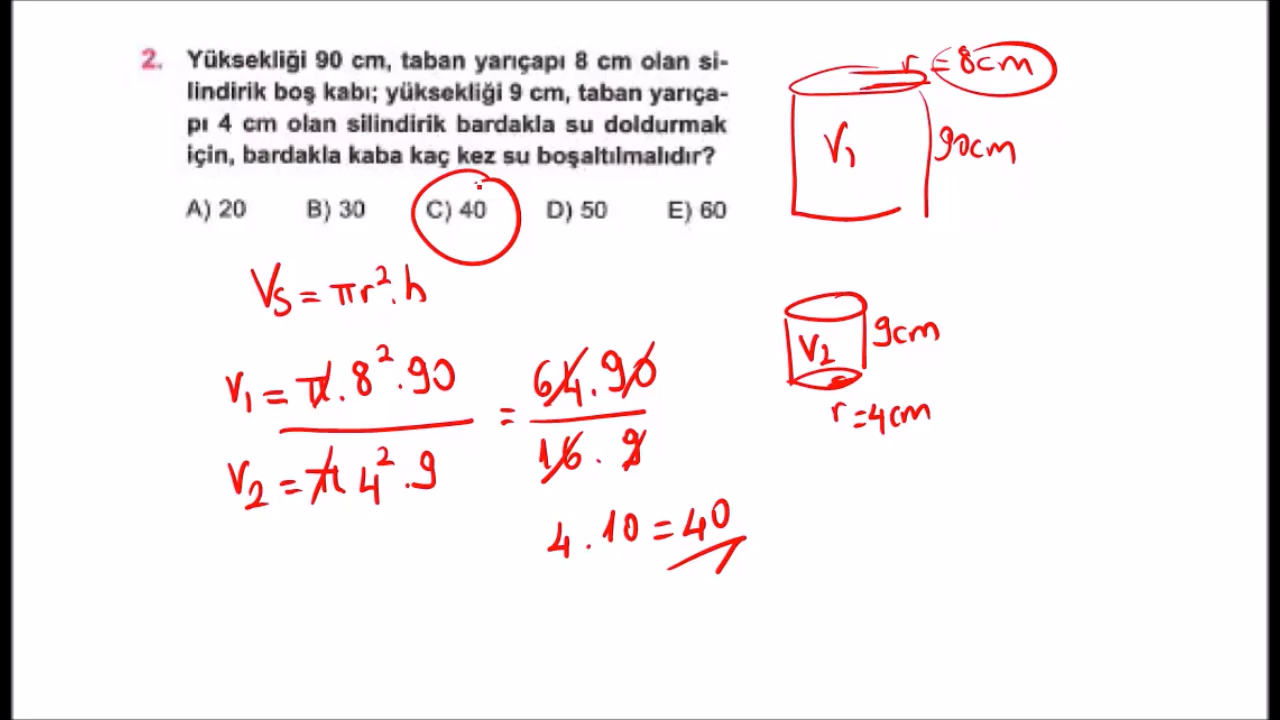 2. Yüksekliği 90 cm, taban yarıçapı 8 cm olan si-
lindirik boş kabı; yüksekliği 9 cm, taban yarıça-
pı 4 cm olan silindirik bardakla su doldurmak
için, bardakla kaba kaç kez su boşaltılmalıdır?
A) 20 B) 30 C) 40 D) 50 E) 60
r = 8cm
V₁ 90cm
V₂ 9cm
r = 4cm
Vs = πr². h
V₁ = π. 8². 90 = 64. 90
V₂ = π 4². 9 16. 9
4. 10 = 40